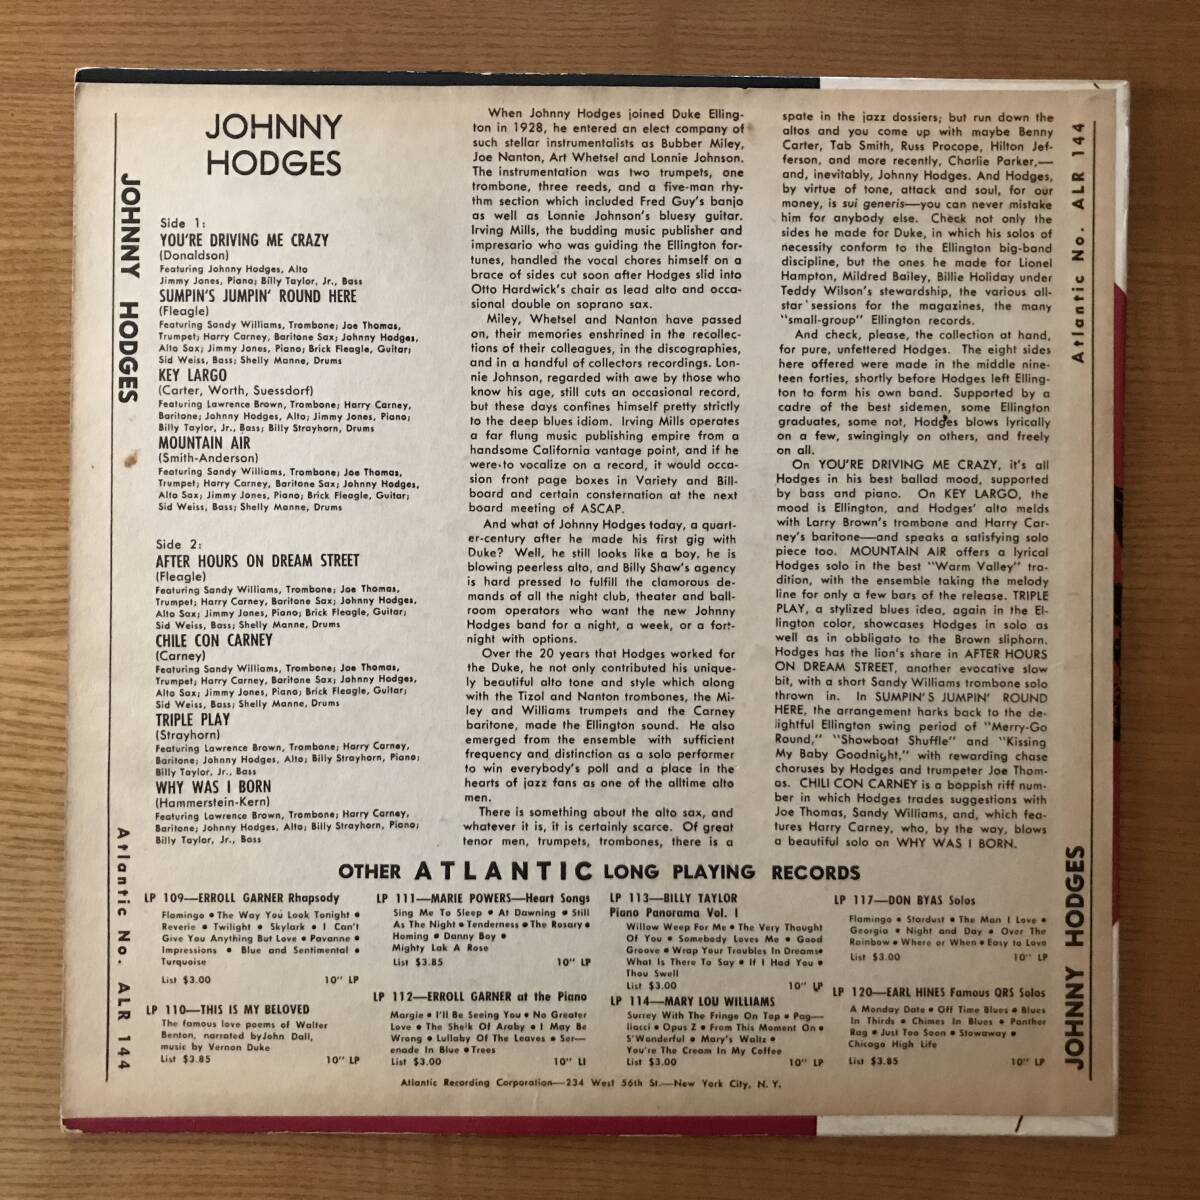 JOHNNY
HODGES
Side 1:
YOU'RE DRIVING ME CRAZY
(Donaldson)
Featuring Johnny Hodges, Alto
Jimmy Jones, Piano; Billy Taylor, Jr., Bass
SUMPIN'S JUMPIN' ROUND HERE
(Fleagle)
Featuring Sandy Williams, Trombone; Joe Thomas,
Trumpet; Harry Carney, Baritone Sax; Johnny Hodges,
Alto Sax; Jimmy Jones, Piano; Brick Fleagle, Guitar;
Sid Weiss, Bass; Shelly Manne, Drums
KEY LARGO
(Carter, Worth, Suessdorf)
Featuring Lawrence Brown, Trombone; Harry Carney,
Baritone: Johnny Hodges, Alto; Jimmy Jones, Piano;
Billy Taylor, Jr., Bass; Billy Strayhorn, Drums
MOUNTAIN AIR
(Smith-Anderson)
Featuring Sandy Williams, Trombone; Joe Thomas,
Trumpet; Harry Carney, Baritone Sax; Johnny Hodges,
Alto Sax; Jimmy Jones, Piano; Brick Fleagle, Guitar;
Sid Weiss, Bass; Shelly Manne, Drums
Side 2:
AFTER HOURS ON DREAM STREET
(Fleagle)
Featuring Sandy Williams, Trombone; Joe Thomas,
Trumpet; Harry Carney, Baritone Sax; Johnny Hodges,
Alto Sax; Jimmy Jones, Piano; Brick Fleagle, Guitar;
Sid Weiss, Bass; Shelly Manne, Drums
CHILE CON CARNEY
(Carney)
Featuring Sandy Williams, Trombone; Joe Thomas,
Trumpet; Harry Carney, Baritone Sax; Johnny Hodges,
Alto Sax; Jimmy Jones, Piano; Brick Fleagle, Guitar;
Sid Weiss, Bass; Shelly Manne, Drums
TRIPLE PLAY
(Strayhorn)
Featuring Lawrence Brown, Trombone; Harry Carney,
Baritone; Johnny Hodges, Alto; Billy Strayhorn, Piano;
Billy Taylor, Jr., Bass
WHY WAS I BORN
(Hammerstein-Kern)
Featuring Lawrence Brown, Trombone; Harry Carney,
Baritone; Johnny Hodges, Alto; Billy Strayhorn, Piano;
Billy Taylor, Jr., Bass
When Johnny Hodges joined Duke Elling-
ton in 1928, he entered an elect company of
such stellar instrumentalists as Bubber Miley,
Joe Nanton, Art Whetsel and Lonnie Johnson.
The instrumentation was two trumpets, one
trombone, three reeds, and a five-man rhy-
thm section which included Fred Guy's banjo
as well as Lonnie Johnson's bluesy guitar.
Irving Mills, the budding music publisher and
impresario who was guiding the Ellington for-
tunes, handled the vocal chores himself on a
brace of sides cut soon after Hodges slid into
Otto Hardwick's chair as lead alto and occa-
sional double on soprano sax.
Miley, Whetsel and Nanton have passed
on, their memories enshrined in the recollec-
tions of their colleagues, in the discographies,
and in a handful of collectors recordings. Lon-
nie Johnson, regarded with awe by those who
know his age, still cuts an occasional record,
but these days confines himself pretty strictly
to the deep blues idiom. Irving Mills operates
a far flung music publishing empire from a
handsome California vantage point, and if he
were to vocalize on a record, it would occa-
sion front page boxes in Variety and Bill-
board and certain consternation at the next
board meeting of ASCAP.
And what of Johnny Hodges today, a quart-
er-century after he made his first gig with
Duke? Well, he still looks like a boy, he is
blowing peerless alto, and Billy Shaw's agency
is hard pressed to fulfill the clamorous de-
mands of all the night club, theater and ball-
room operators who want the new Johnny
Hodges band for a night, a week, or a fort-
night with options.
Over the 20 years that Hodges worked for
the Duke, he not only contributed his unique-
ly beautiful alto tone and style which along
with the Tizol and Nanton trombones, the Mi-
ley and Williams trumpets and the Carney
baritone, made the Ellington sound. He also
emerged from the ensemble with sufficient
frequency and distinction as a solo performer
to win everybody's poll and a place in the
hearts of jazz fans as one of the alltime alto
men.
There is something about the alto sax, and
whatever it is, it is certainly scarce. Of great
tenor men, trumpets, trombones, there is a
spate in the jazz dossiers; but run down the
altos and you come up with maybe Benny
Carter, Tab Smith, Russ Procope, Hilton Jef-
ferson, and more recently, Charlie Parker,—
and, inevitably, Johnny Hodges. And Hodges,
by virtue of tone, attack and soul, for our
money, is sui generis—you can never mistake
him for anybody else. Check not only the
sides he made for Duke, in which his solos of
necessity conform to the Ellington big-band
discipline, but the ones he made for Lionel
Hampton, Mildred Bailey, Billie Holiday under
Teddy Wilson's stewardship, the various all-
star sessions for the magazines, the many
"small-group" Ellington records.
And check, please, the collection at hand,
for pure, unfettered Hodges. The eight sides
here offered were made in the middle nine-
teen forties, shortly before Hodges left Elling-
ton to form his own band. Supported by a
cadre of the best sidemen, some Ellington
graduates, some not, Hodges blows lyrically
on a few, swingingly on others, and freely
on all.
On YOU'RE DRIVING ME CRAZY, it's all
Hodges in his best ballad mood, supported
by bass and piano. On KEY LARGO, the
mood is Ellington, and Hodges' alto melds
with Larry Brown's trombone and Harry Car-
ney's baritone—and speaks a satisfying solo
piece too. MOUNTAIN AIR offers a lyrical
Hodges solo in the best "Warm Valley" tra-
dition, with the ensemble taking the melody
line for only a few bars of the release. TRIPLE
PLAY, a stylized blues idea, again in the El-
lington color, showcases Hodges in solo as
well as in obbligato to the Brown sliphorn.
Hodges has the lion's share in AFTER HOURS
ON DREAM STREET, another evocative slow
bit, with a short Sandy Williams trombone solo
thrown in. In SUMPIN'S JUMPIN' ROUND
HERE, the arrangement harks back to the de-
lightful Ellington swing period of "Merry-Go
Round," "Showboat Shuffle" and "Kissing
My Baby Goodnight," with rewarding chase
choruses by Hodges and trumpeter Joe Thom-
as. CHILI CON CARNEY is a boppish riff num-
ber in which Hodges trades suggestions with
Joe Thomas, Sandy Williams, and, which fea-
tures Harry Carney, who, by the way, blows
a beautiful solo on WHY WAS I BORN.
JOHNNY HODGES
Atlantic No. ALR 144
Atlantic No. ALR 144
JOHNNY HODGES
OTHER ATLANTIC LONG PLAYING RECORDS
LP 109—ERROLL GARNER Rhapsody
Flamingo • The Way You Look Tonight •
Reverie • Twilight • Skylark • I Can't
Give You Anything But Love • Pavanne •
Impressions • Blue and Sentimental •
Turquoise
List $3.00 10" LP
LP 110—THIS IS MY BELOVED
The famous love poems of Walter
Benton, narrated byJohn Dall,
music by Vernon Duke
List $3.85 10" LP
LP 111—MARIE POWERS—Heart Songs
Sing Me To Sleep • At Dawning • Still
As The Night • Tenderness • The Rosary •
Homing • Danny Boy •
Mighty Lak A Rose
List $3.85 10" LP
LP 112—ERROLL GARNER at the Piano
Margie • I'll Be Seeing You • No Greater
Love • The Sheik Of Araby • I May Be
Wrong • Lullaby Of The Leaves • Ser—
enade In Blue • Trees
List $3.00 10" LI
LP 113—BILLY TAYLOR
Piano Panorama Vol. I
Willow Weep For Me • The Very Thought
Of You • Somebody Loves Me • Good
Groove • Wrap Your Troubles In Dreams•
What Is There To Say • If I Had You •
Thou Swell
List $3.00 10" LP
LP 114—MARY LOU WILLIAMS
Surrey With The Fringe On Top • Pag—
liacci • Opus Z • From This Moment On •
S'Wonderful • Mary's Waltz •
You're The Cream In My Coffee
List $3.00 10" LP
LP 117—DON BYAS Solos
Flamingo • Stardust • The Man I Love •
Georgia • Night and Day • Over The
Rainbow • Where or When • Easy to Love
List $3.00 10" LP
LP 120—EARL HINES Famous QRS Solos
A Monday Date • Off Time Blues • Blues
In Thirds • Chimes In Blues • Panther
Rag • Just Too Soon • Stowaway •
Chicago High Life
List $3.85 10" LP
Atlantic Recording Corporation—234 West 56th St.—New York City, N. Y.